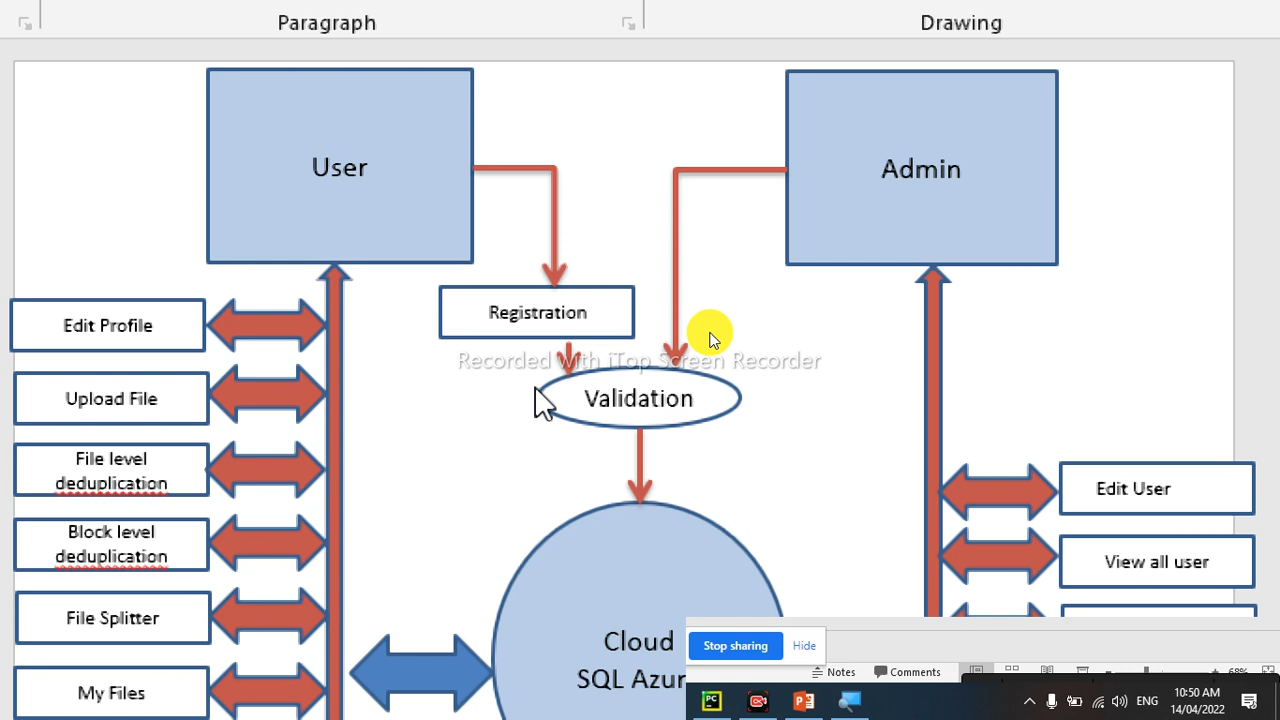 Paragraph
Drawing
User
Admin
Registration
Edit Profile
Recorded with iTop Screen Recorder
Validation
Upload File
File level
deduplication
Edit User
Block level
deduplication
View all user
File Splitter
Cloud
SQL Azur
My Files
Stop sharing
Hide
Notes
Comments
68%
PC
ENG
10:50 AM
14/04/2022